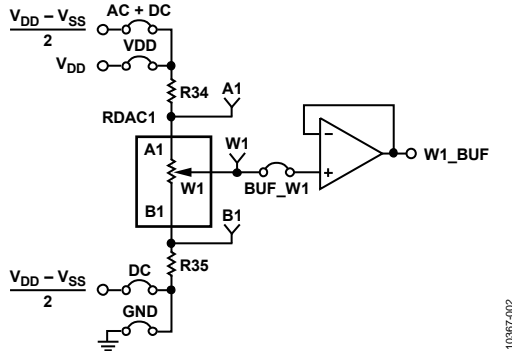 AC + DC
VDD – VSS
2
VDD
VDD
R34
A1
RDAC1
A1
W1
B1
W1
BUF_W1
–
+
W1_BUF
B1
R35
VDD – VSS
2
DC
GND
10367-002